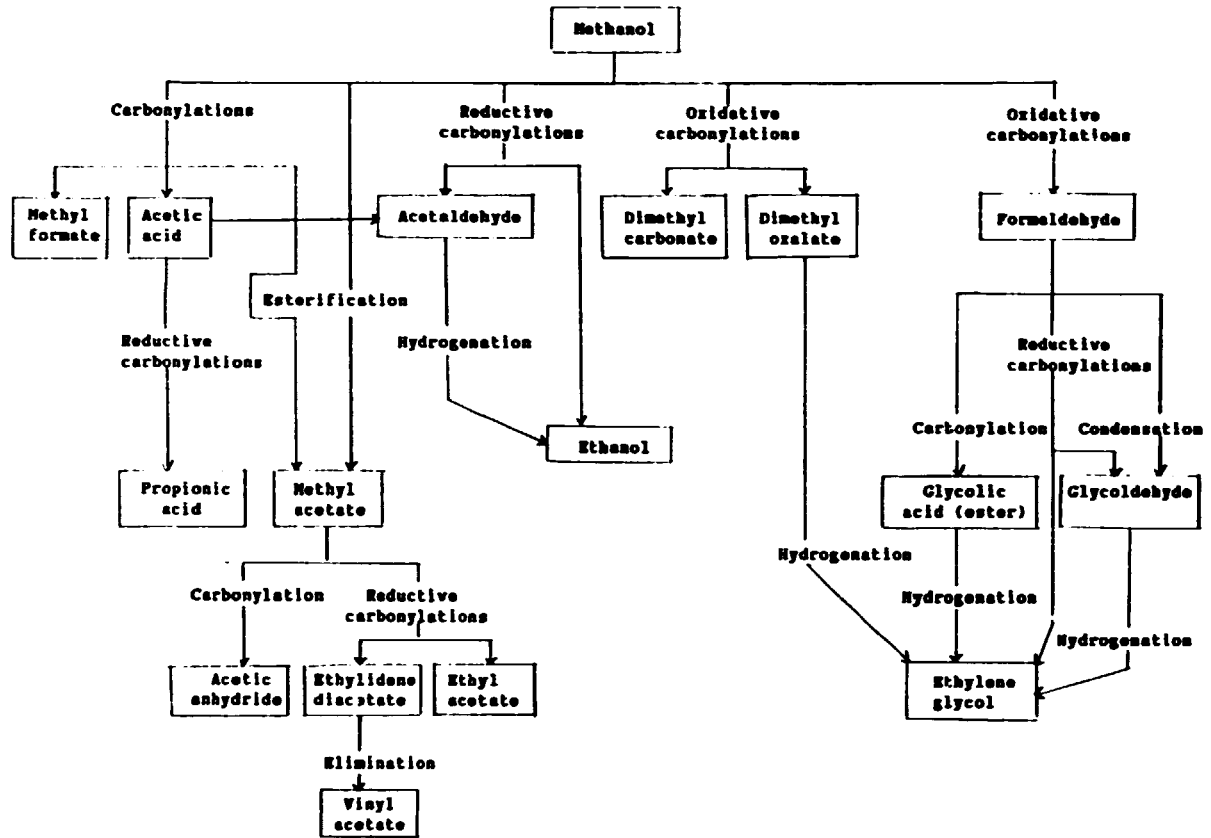 Methanol
Carbonylations
Reductive
carbonylations
Oxidative
carbonylations
Oxidative
carbonylations
Methyl
formate
Acetic
acid
Acetaldehyde
Dimethyl
carbonate
Dimethyl
oxalate
Formaldehyde
Esterification
Reductive
carbonylations
Hydrogenation
Reductive
carbonylations
Carbonylation
Condensation
Ethanol
Propionic
acid
Methyl
acetate
Glycolic
acid (ester)
Glycoldehyde
Hydrogenation
Carbonylation
Reductive
carbonylations
Hydrogenation
Hydrogenation
Acetic
anhydride
Ethylidene
diacetate
Ethyl
acetate
Ethylene
glycol
Elimination
Vinyl
acetate